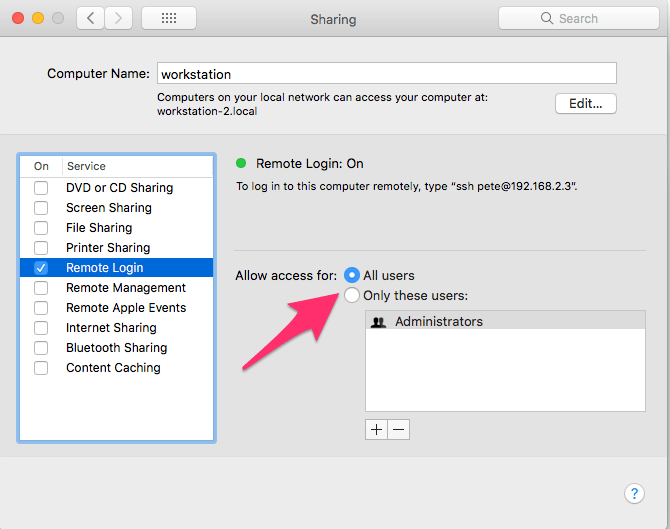 Sharing
Search
Computer Name: workstation
Computers on your local network can access your computer at:
workstation-2.local
Edit...
On Service
DVD or CD Sharing
Screen Sharing
File Sharing
Printer Sharing
Remote Login
Remote Management
Remote Apple Events
Internet Sharing
Bluetooth Sharing
Content Caching
Remote Login: On
To log in to this computer remotely, type “ssh pete@192.168.2.3”.
Allow access for: All users
Only these users:
Administrators
+ −
?